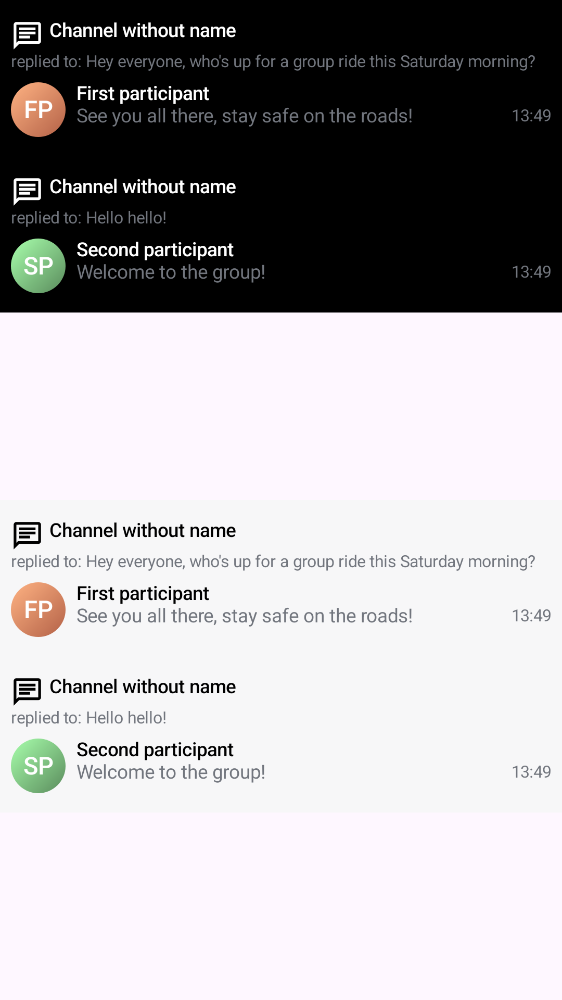 Channel without name
replied to: Hey everyone, who's up for a group ride this Saturday morning?
FP
First participant
See you all there, stay safe on the roads!
13:49
Channel without name
replied to: Hello hello!
SP
Second participant
Welcome to the group!
13:49
Channel without name
replied to: Hey everyone, who's up for a group ride this Saturday morning?
FP
First participant
See you all there, stay safe on the roads!
13:49
Channel without name
replied to: Hello hello!
SP
Second participant
Welcome to the group!
13:49